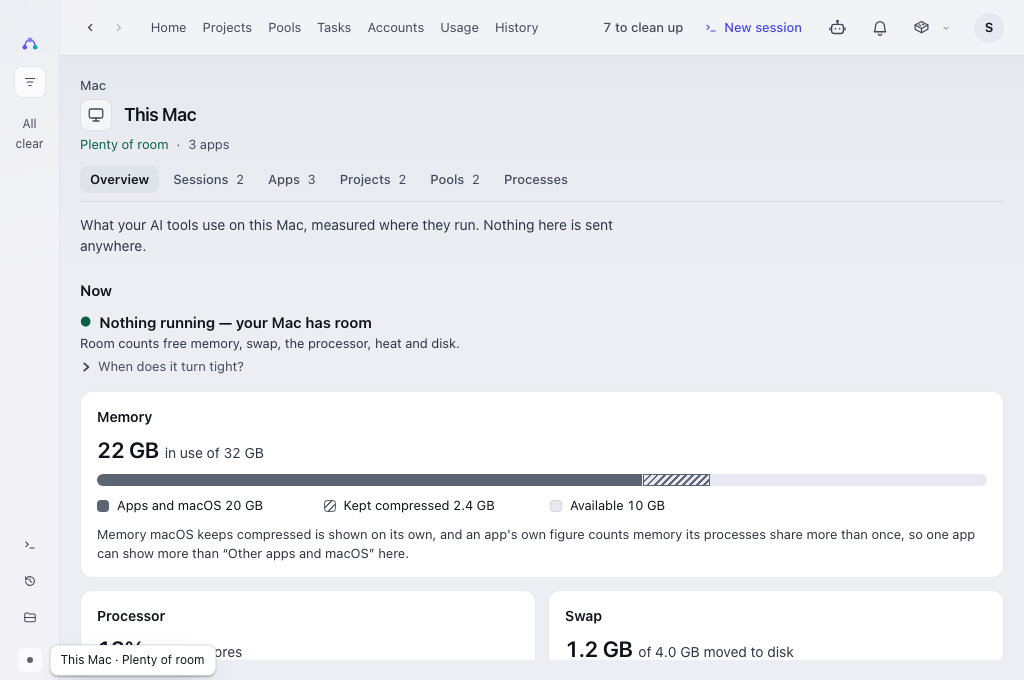 Home Projects Pools Tasks Accounts Usage History 7 to clean up New session S
All
clear
Mac
This Mac
Plenty of room · 3 apps
Overview Sessions 2 Apps 3 Projects 2 Pools 2 Processes
What your AI tools use on this Mac, measured where they run. Nothing here is sent
anywhere.
Now
Nothing running — your Mac has room
Room counts free memory, swap, the processor, heat and disk.
When does it turn tight?
Memory
22 GB in use of 32 GB
Apps and macOS 20 GB Kept compressed 2.4 GB Available 10 GB
Memory macOS keeps compressed is shown on its own, and an app's own figure counts memory its processes share more than once, so one app
can show more than “Other apps and macOS” here.
Processor Swap
1.2 GB of 4.0 GB moved to disk
This Mac · Plenty of room